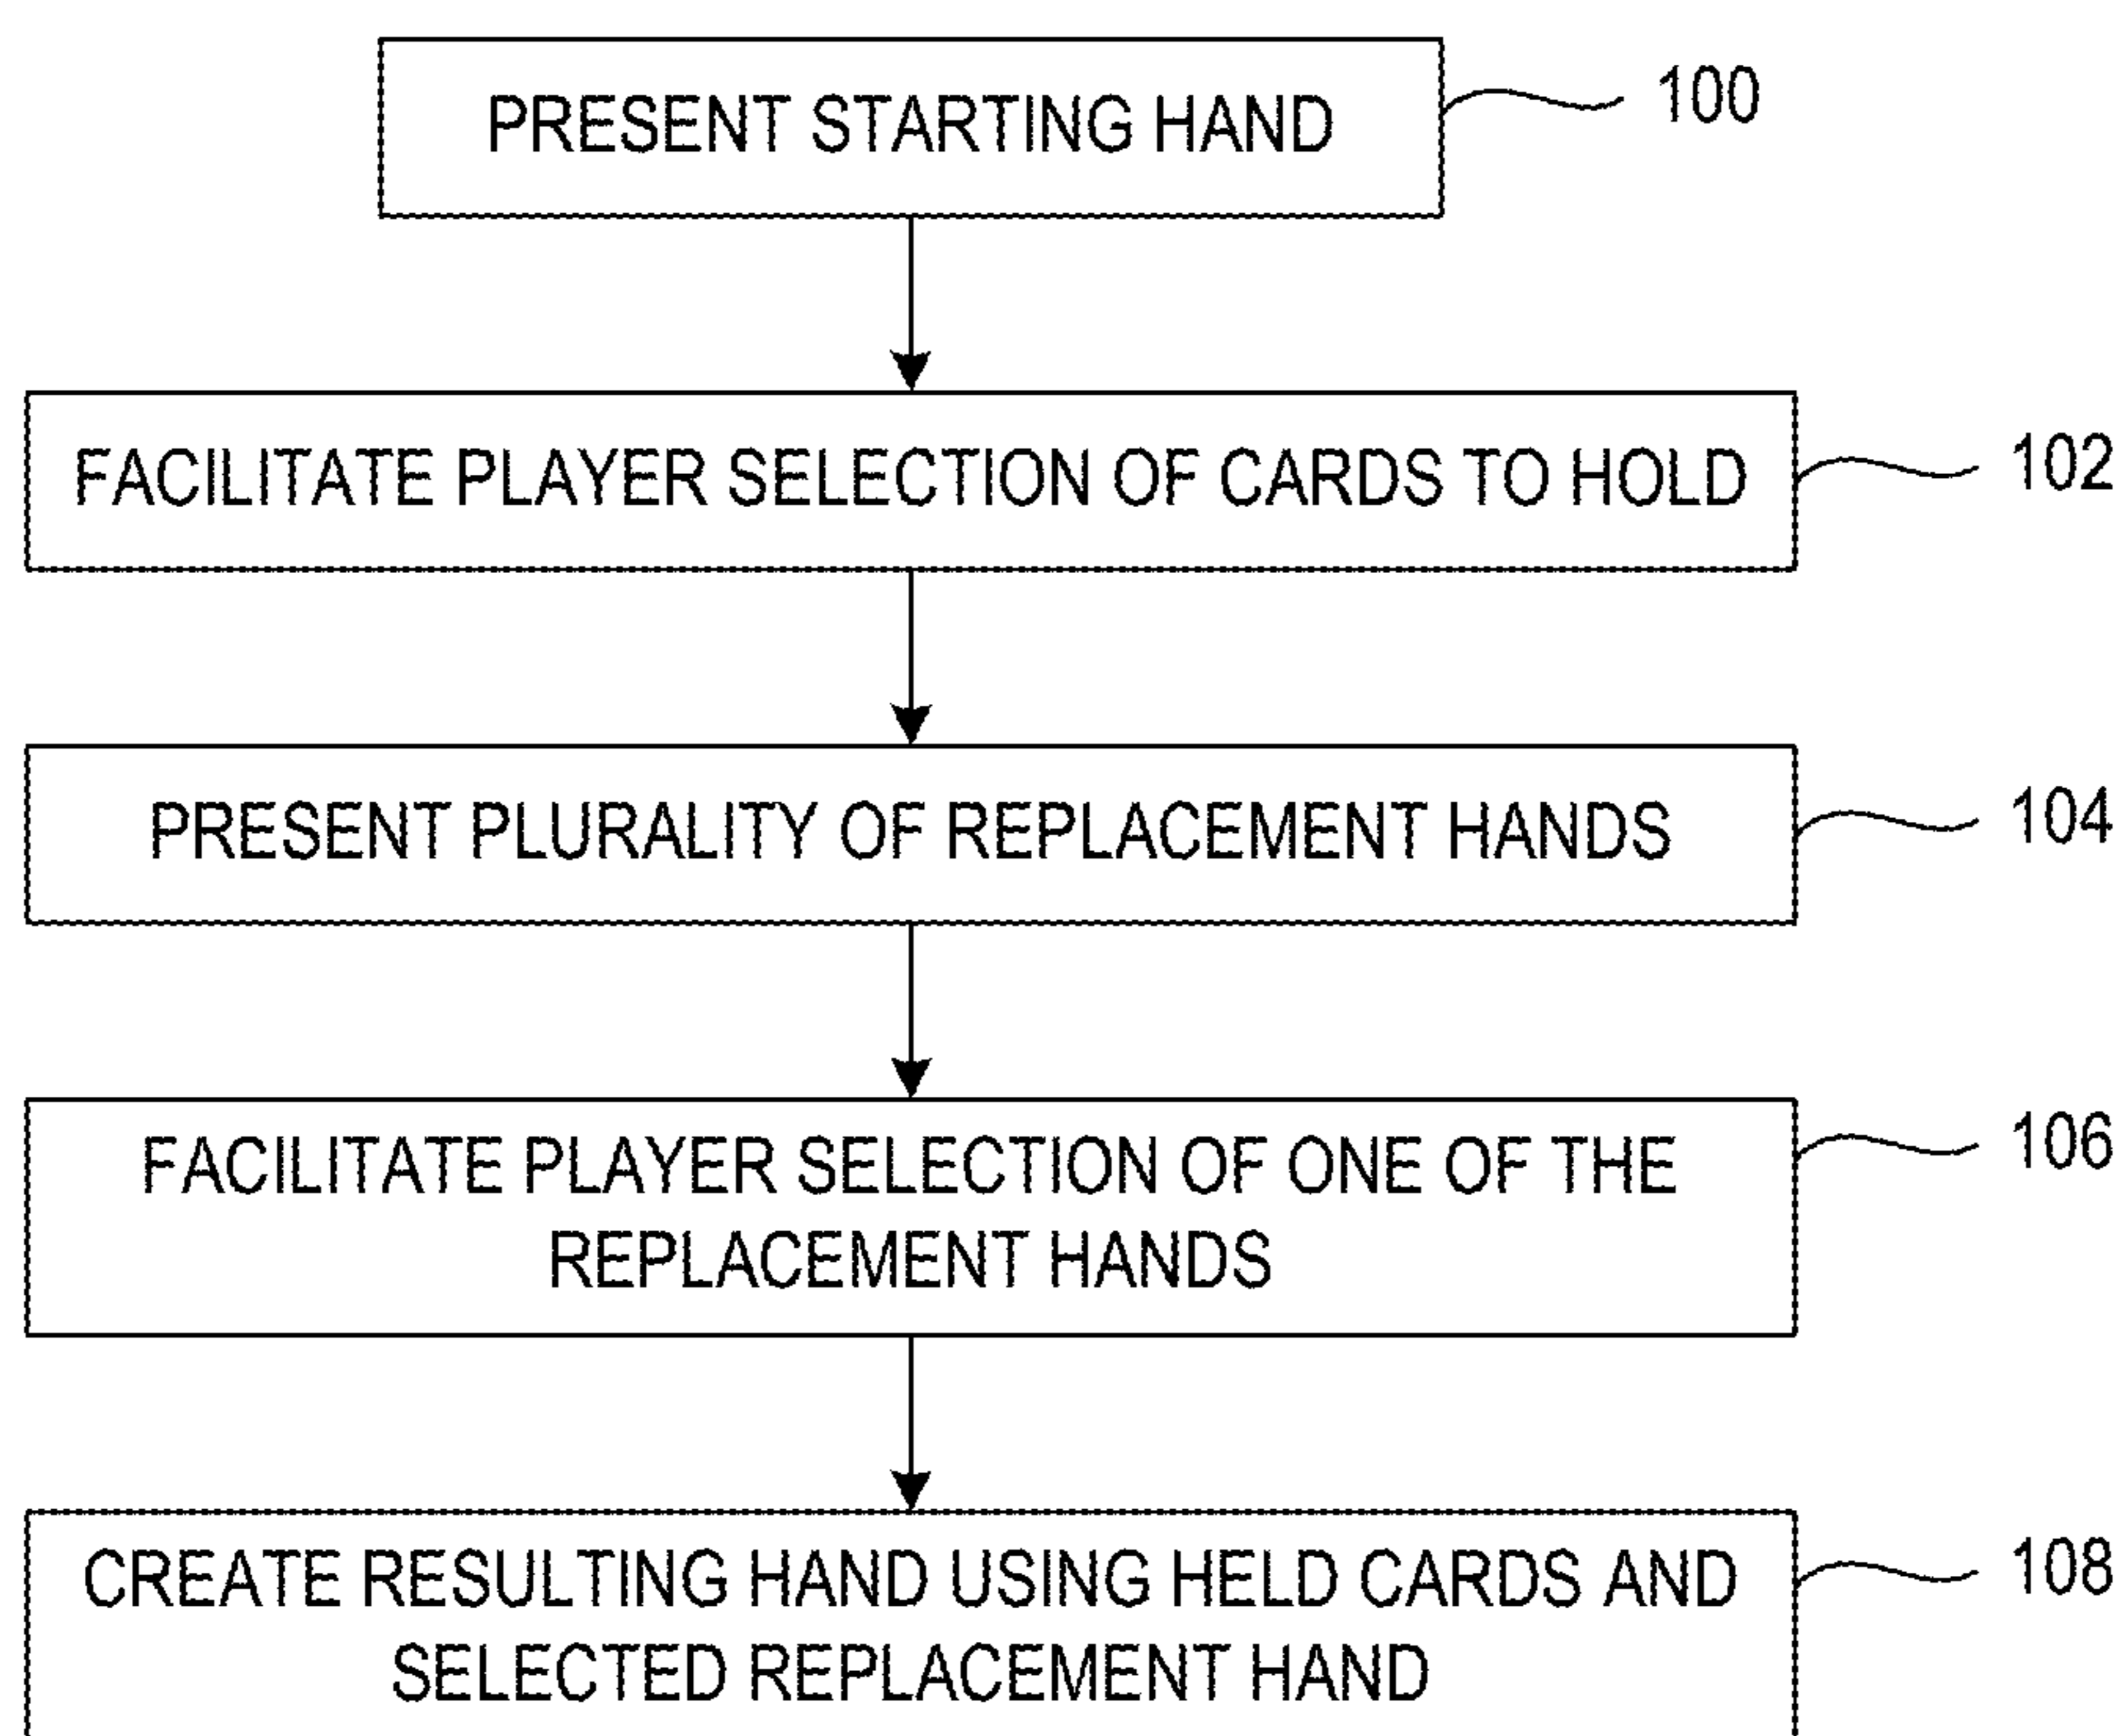 PRESENT STARTING HAND
100
FACILITATE PLAYER SELECTION OF CARDS TO HOLD
102
PRESENT PLURALITY OF REPLACEMENT HANDS
104
FACILITATE PLAYER SELECTION OF ONE OF THE
REPLACEMENT HANDS
106
CREATE RESULTING HAND USING HELD CARDS AND
SELECTED REPLACEMENT HAND
108